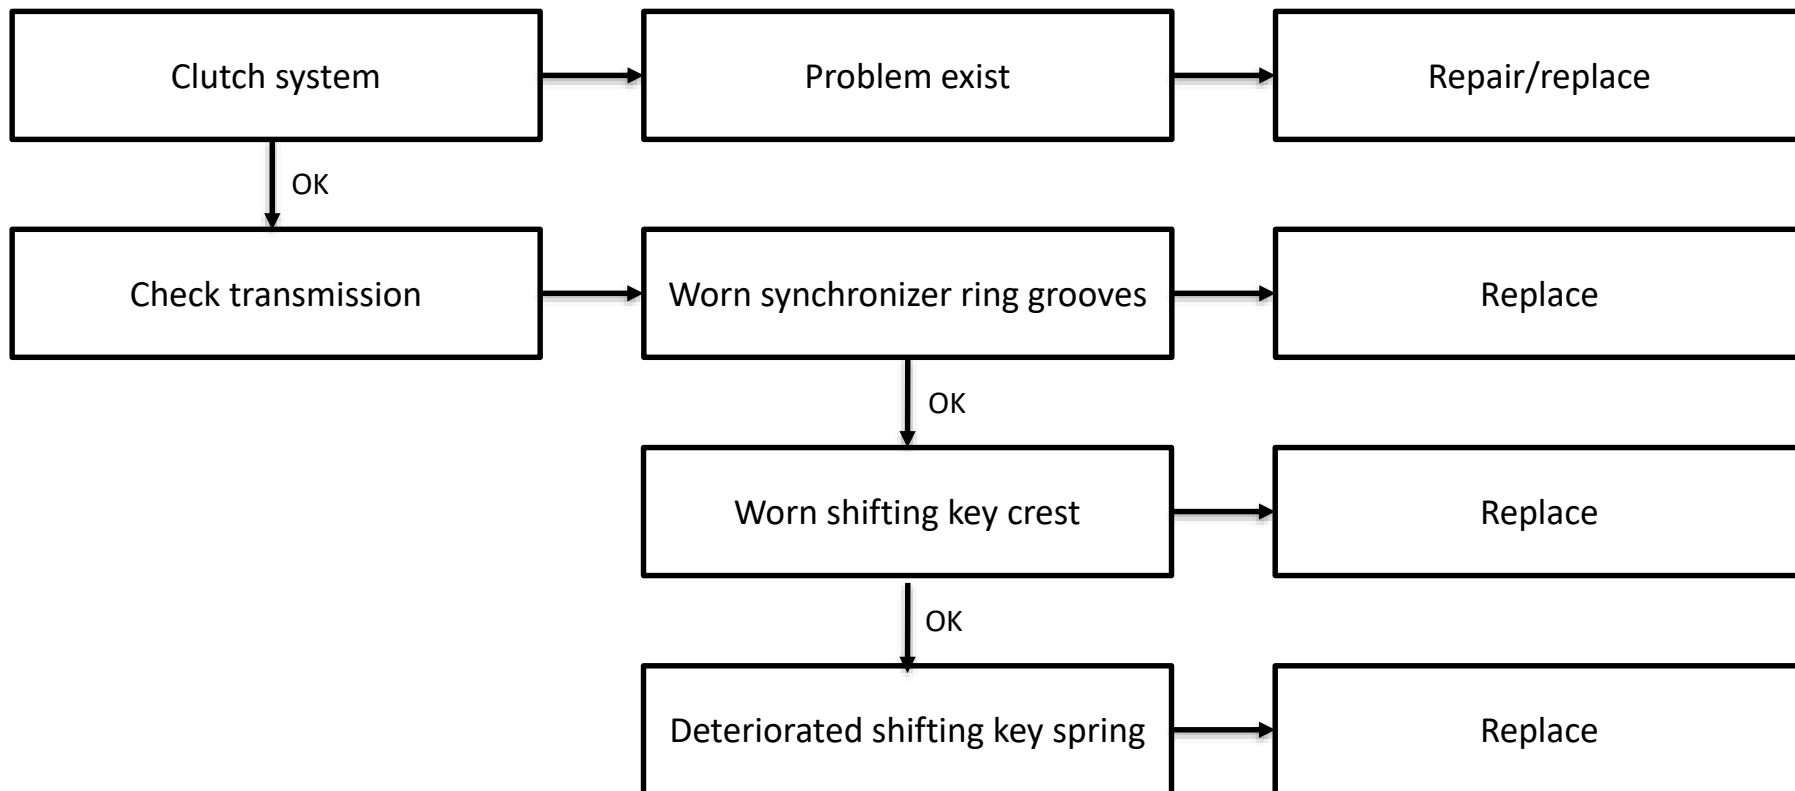 Clutch system
Problem exist
Repair/replace
OK
Check transmission
Worn synchronizer ring grooves
Replace
OK
Worn shifting key crest
Replace
OK
Deteriorated shifting key spring
Replace